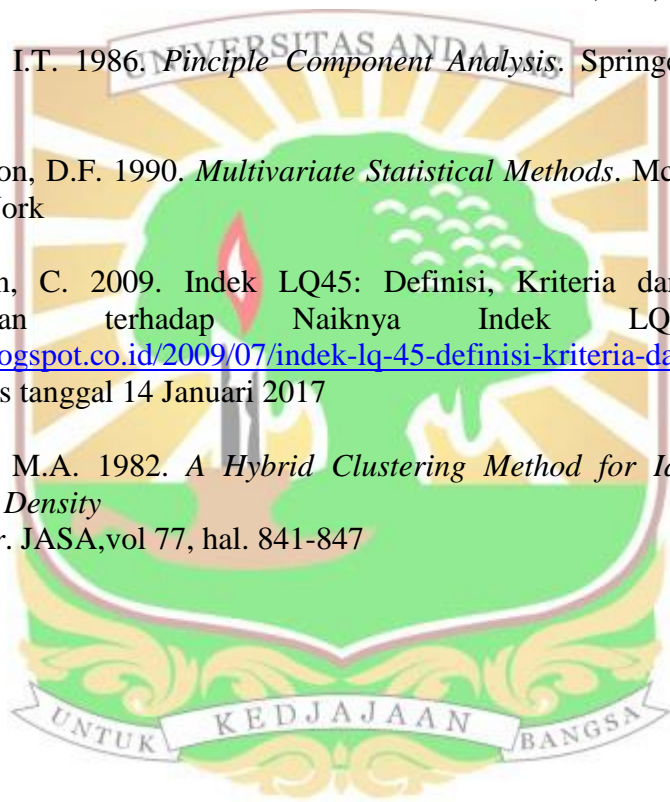 UNIVERSITAS ANDALAS
I.T. 1986. Pinciple Component Analysis. Springe
on, D.F. 1990. Multivariate Statistical Methods. Mc
York
n, C. 2009. Indek LQ45: Definisi, Kriteria dar
an terhadap Naiknya Indek LQ
ogspot.co.id/2009/07/indek-lq-45-definisi-kriteria-da
s tanggal 14 Januari 2017
M.A. 1982. A Hybrid Clustering Method for Id
Density
r. JASA,vol 77, hal. 841-847
UNTUK KEDJAJAAN BANGSA